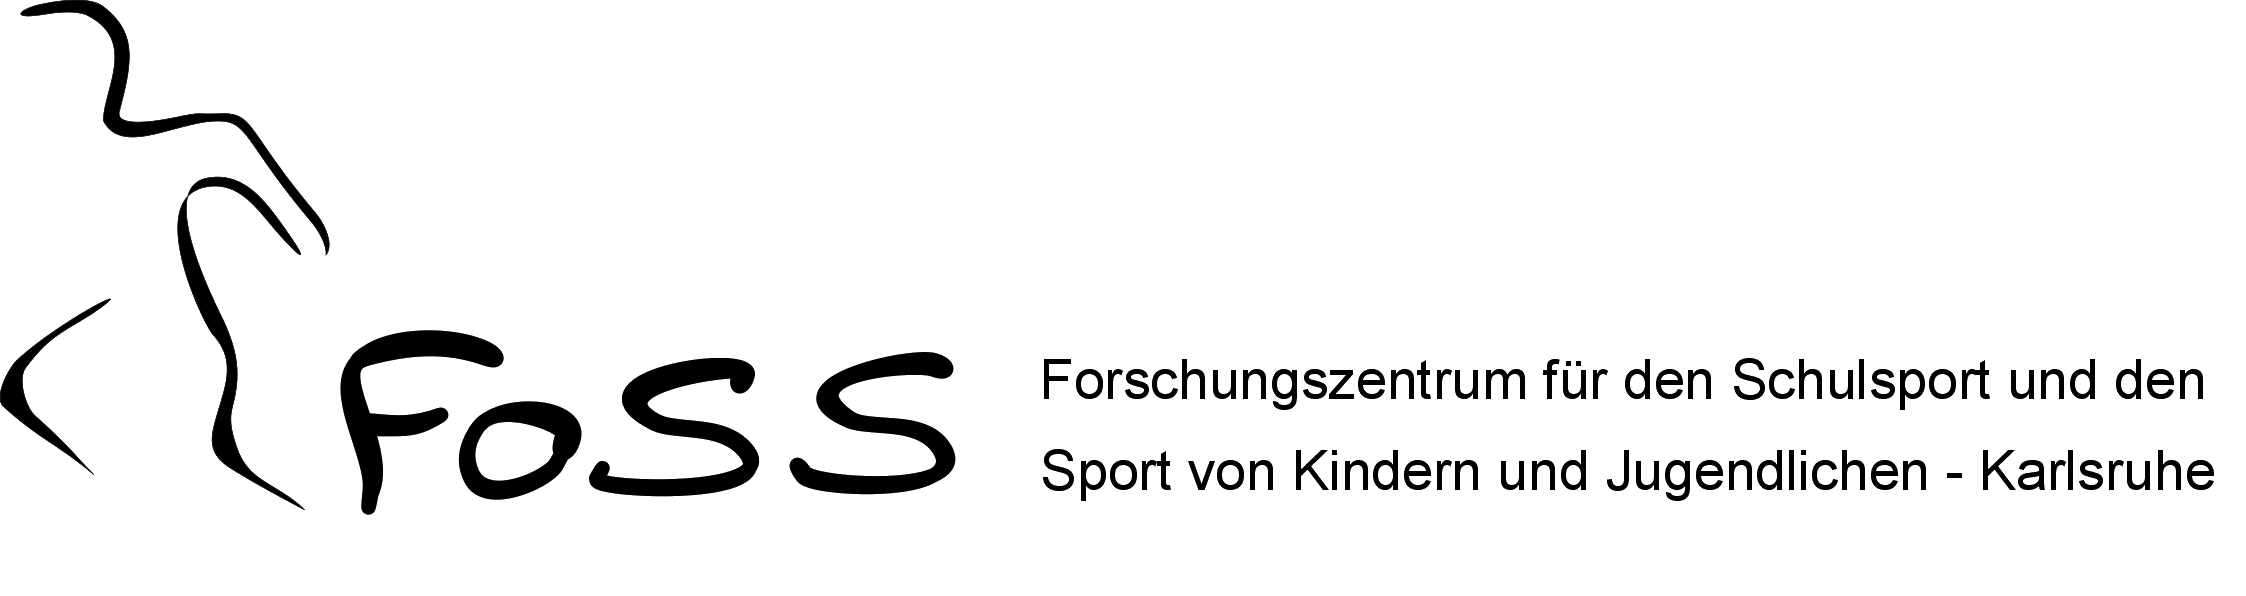 FoSS
Forschungszentrum für den Schulsport und den
Sport von Kindern und Jugendlichen - Karlsruhe